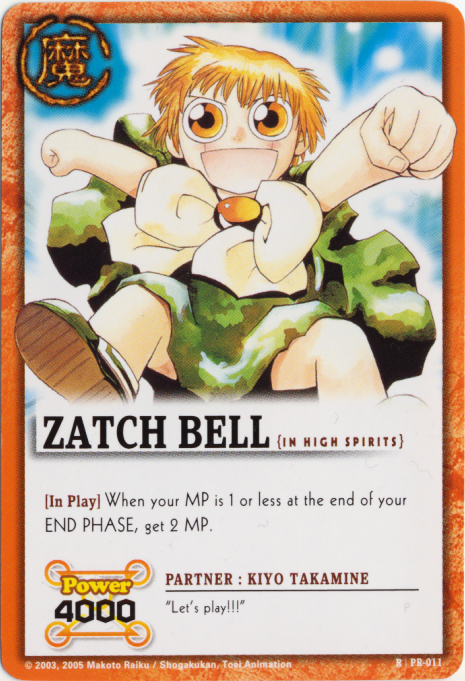 魔
ZATCH BELL {IN HIGH SPIRITS}
[In Play] When your MP is 1 or less at the end of your
END PHASE, get 2 MP.
Power
4000
PARTNER : KIYO TAKAMINE
"Let's play!!!"
© 2003, 2005 Makoto Raiku / Shogakukan, Toei Animation
R | PR-011